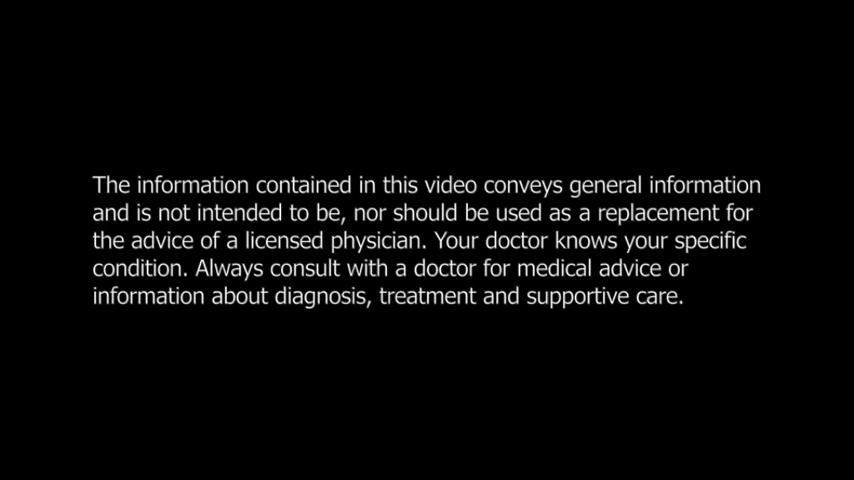 The information contained in this video conveys general information
and is not intended to be, nor should be used as a replacement for
the advice of a licensed physician. Your doctor knows your specific
condition. Always consult with a doctor for medical advice or
information about diagnosis, treatment and supportive care.